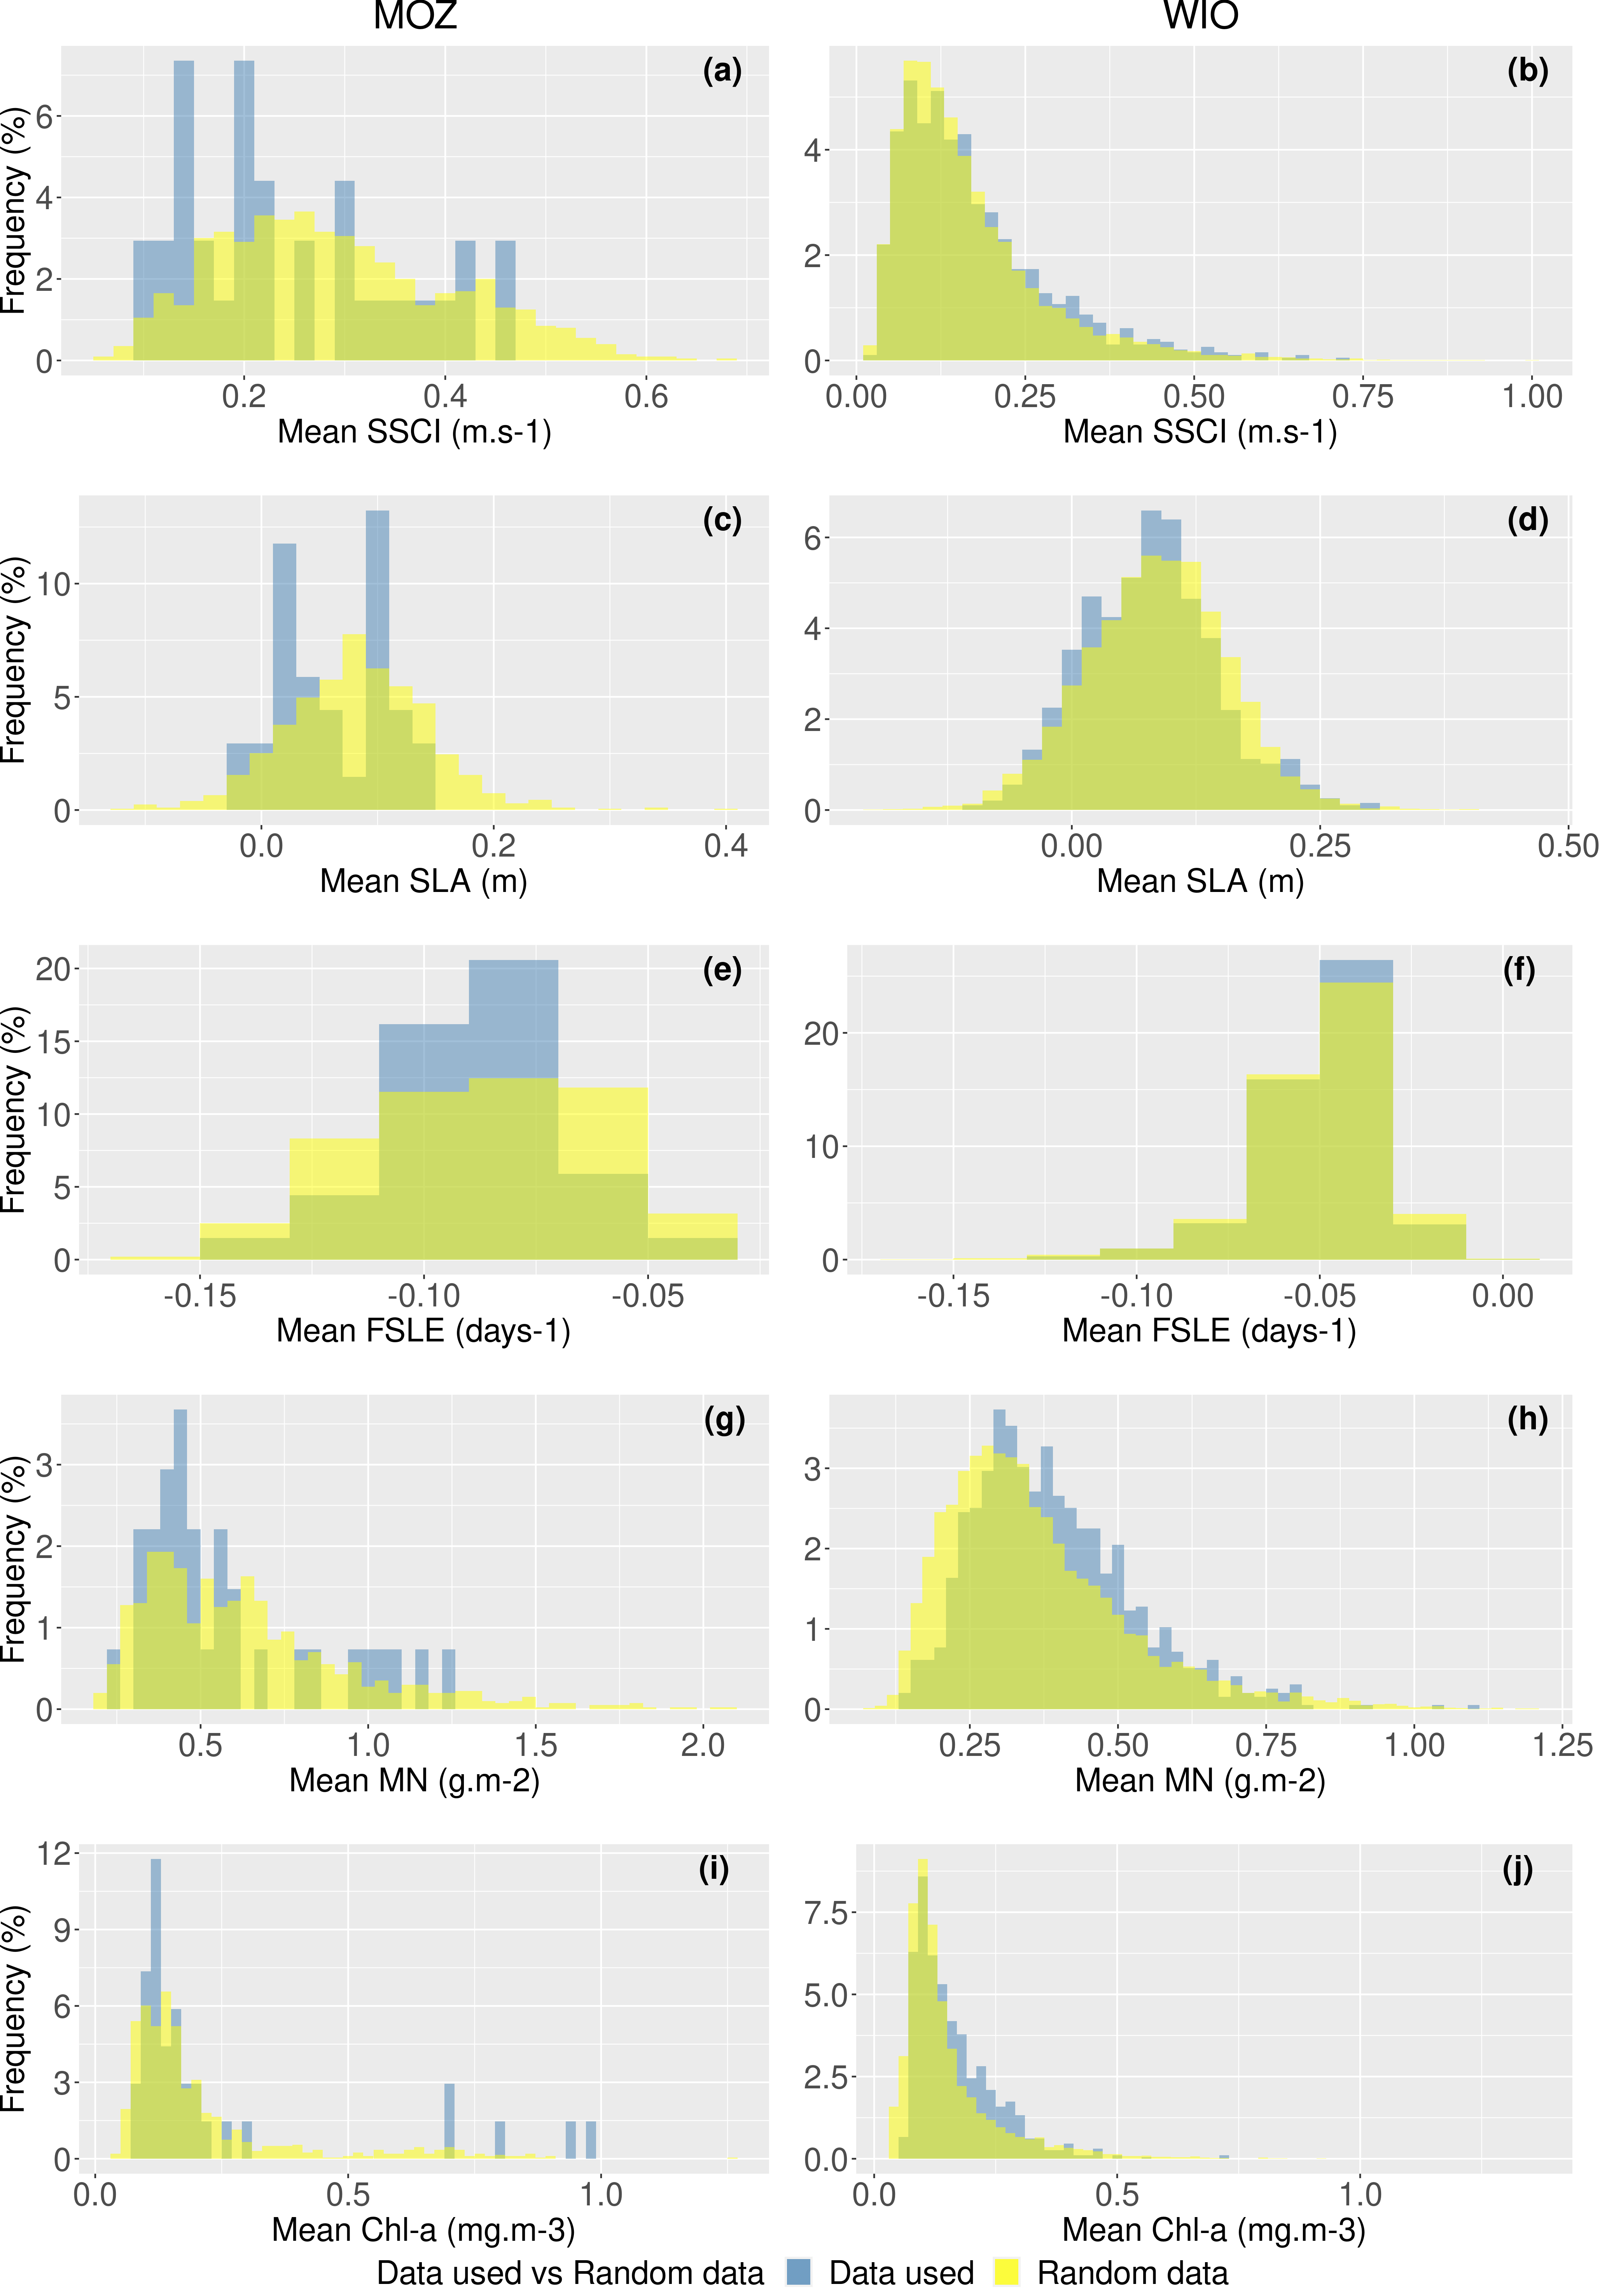 MOZ WIO
(a) (b)
Frequency (%)
6
4
2
0
4
2
0
0.2 0.4 0.6
0.00 0.25 0.50 0.75 1.00
Mean SSCI (m.s-1) Mean SSCI (m.s-1)
(c) (d)
Frequency (%)
10
5
0
6
4
2
0
0.0 0.2 0.4
0.00 0.25 0.50
Mean SLA (m) Mean SLA (m)
(e) (f)
Frequency (%)
20
15
10
5
0
20
10
0
-0.15 -0.10 -0.05
-0.15 -0.10 -0.05 0.00
Mean FSLE (days-1) Mean FSLE (days-1)
(g) (h)
Frequency (%)
3
2
1
0
3
2
1
0
0.5 1.0 1.5 2.0
0.25 0.50 0.75 1.00 1.25
Mean MN (g.m-2) Mean MN (g.m-2)
(i) (j)
Frequency (%)
12
9
6
3
0
7.5
5.0
2.5
0.0
0.0 0.5 1.0
0.0 0.5 1.0
Mean Chl-a (mg.m-3) Mean Chl-a (mg.m-3)
Data used vs Random data Data used Random data